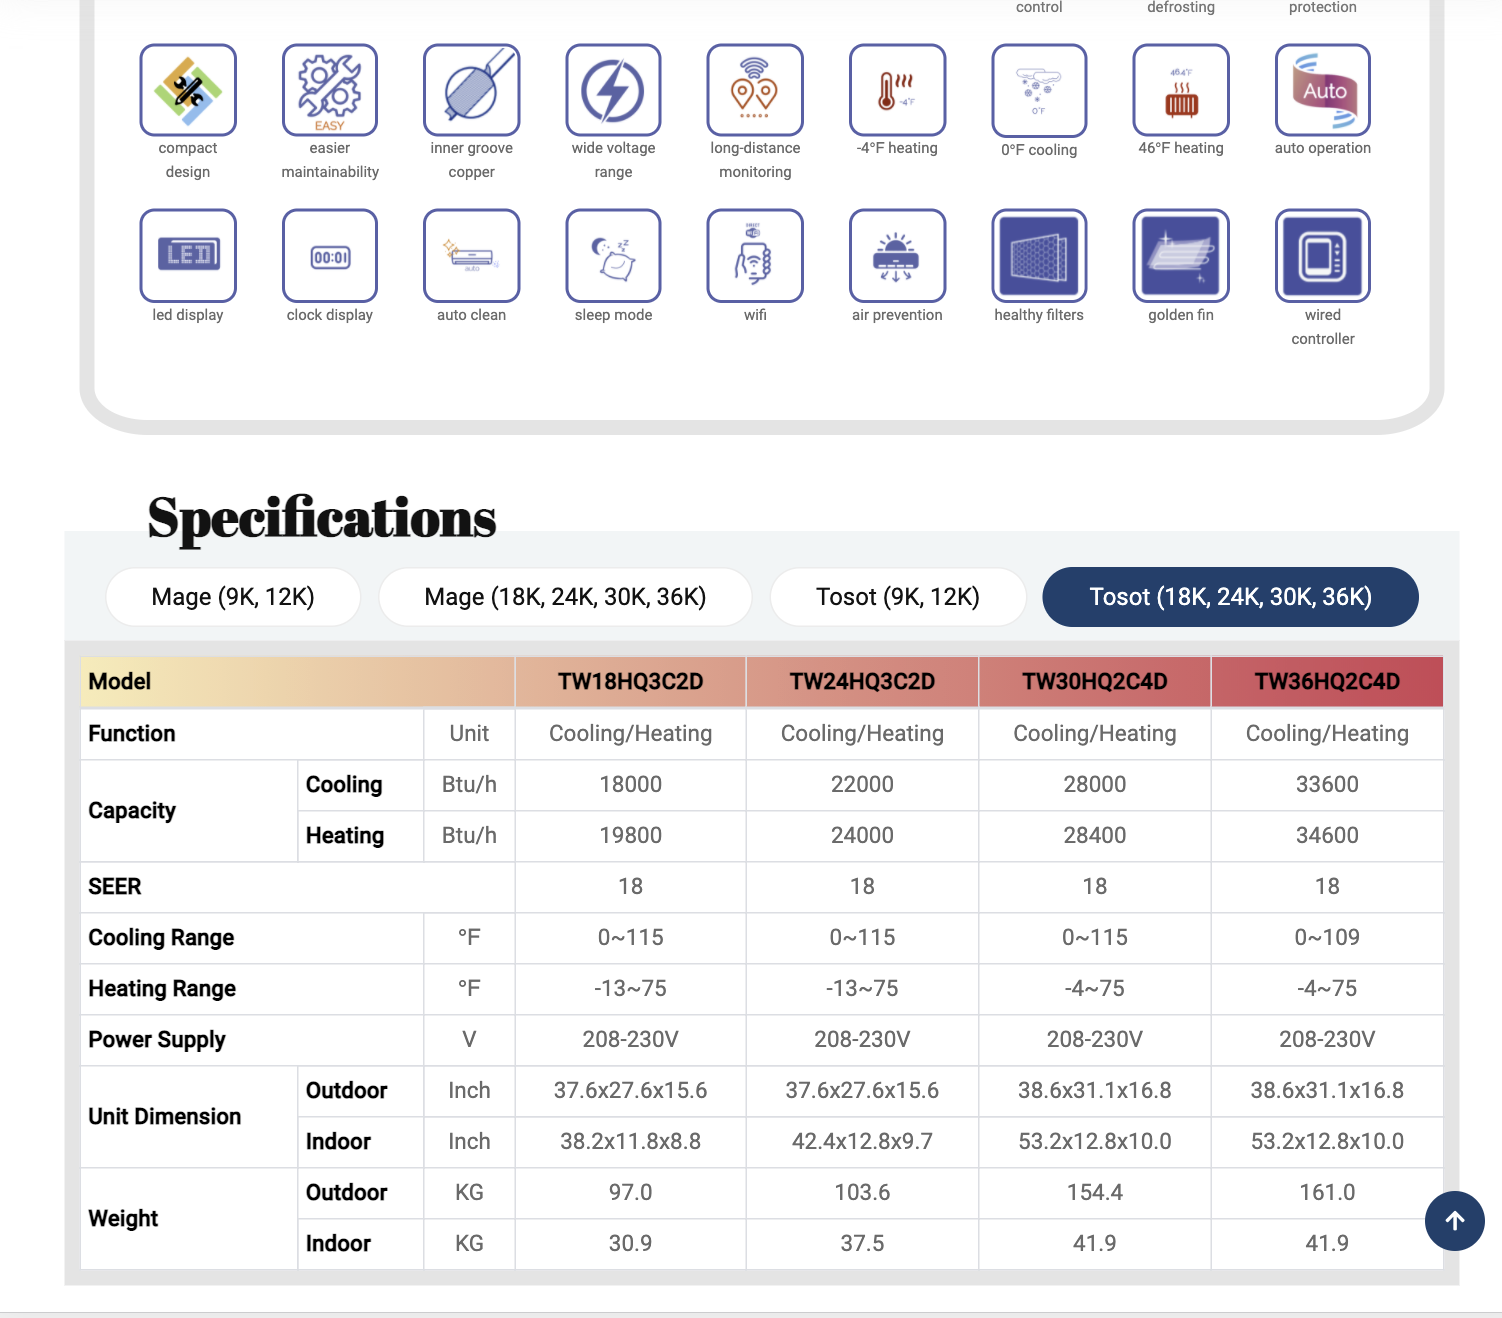 control defrosting protection
EASY -4°F 0°F 46.4°F Auto
compact easier inner groove wide voltage long-distance -4°F heating 0°F cooling 46°F heating auto operation
design maintainability copper range monitoring
LED 00:01 auto zz
led display clock display auto clean sleep mode wifi air prevention healthy filters golden fin wired
controller
Specifications
Mage (9K, 12K) Mage (18K, 24K, 30K, 36K) Tosot (9K, 12K) Tosot (18K, 24K, 30K, 36K)
Model TW18HQ3C2D TW24HQ3C2D TW30HQ2C4D TW36HQ2C4D
Function Unit Cooling/Heating Cooling/Heating Cooling/Heating Cooling/Heating
Capacity Cooling Btu/h 18000 22000 28000 33600
Heating Btu/h 19800 24000 28400 34600
SEER 18 18 18 18
Cooling Range °F 0~115 0~115 0~115 0~109
Heating Range °F -13~75 -13~75 -4~75 -4~75
Power Supply V 208-230V 208-230V 208-230V 208-230V
Unit Dimension Outdoor Inch 37.6x27.6x15.6 37.6x27.6x15.6 38.6x31.1x16.8 38.6x31.1x16.8
Indoor Inch 38.2x11.8x8.8 42.4x12.8x9.7 53.2x12.8x10.0 53.2x12.8x10.0
Weight Outdoor KG 97.0 103.6 154.4 161.0
Indoor KG 30.9 37.5 41.9 41.9